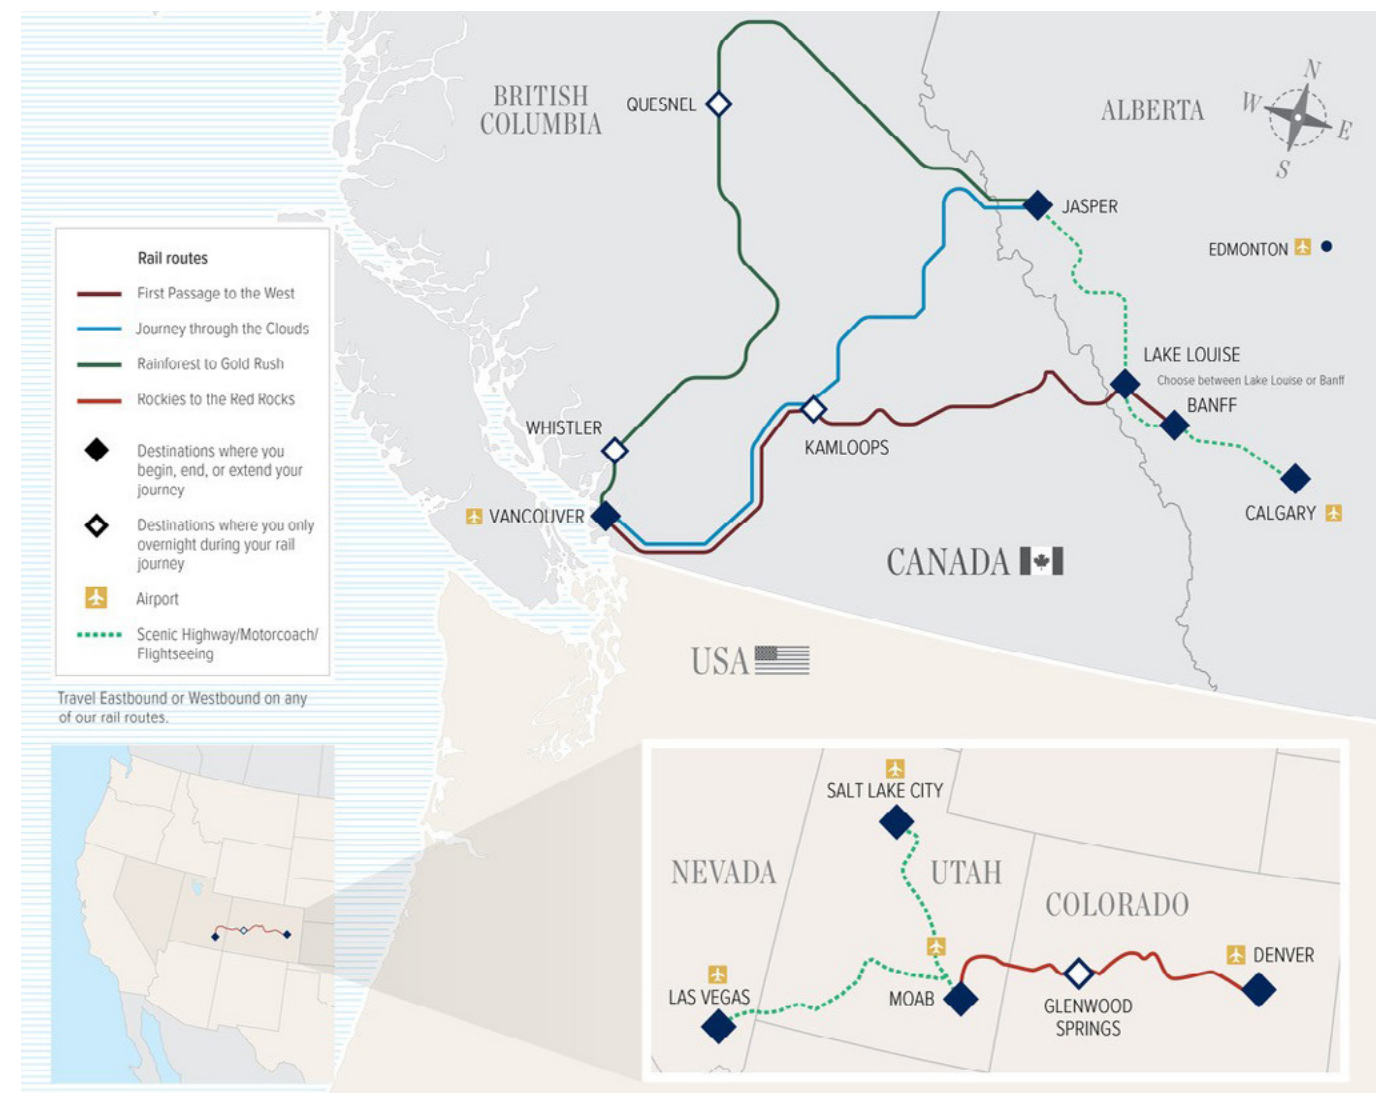 BRITISH
COLUMBIA
QUESNEL
ALBERTA
N
W
E
S
JASPER
EDMONTON
Rail routes
First Passage to the West
Journey through the Clouds
Rainforest to Gold Rush
Rockies to the Red Rocks
Destinations where you
begin, end, or extend your
journey
Destinations where you only
overnight during your rail
journey
Airport
Scenic Highway/Motorcoach/
Flightseeing
Travel Eastbound or Westbound on any
of our rail routes.
LAKE LOUISE
Choose between Lake Louise or Banff
BANFF
WHISTLER
KAMLOOPS
VANCOUVER
CALGARY
CANADA
USA
SALT LAKE CITY
NEVADA
UTAH
COLORADO
DENVER
LAS VEGAS
MOAB
GLENWOOD
SPRINGS